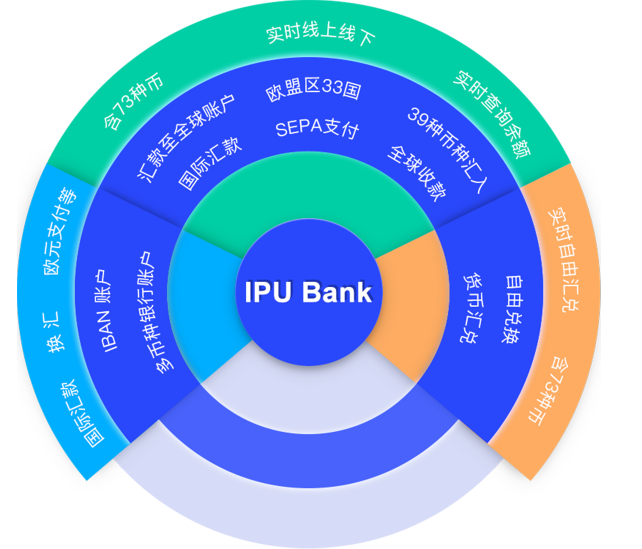 含73种币
实时线上线下
实时查询余额
汇款至全球账户
国际汇款
欧盟区33国
SEPA支付
39种币种汇入
全球收款
欧元支付等
换 汇
国际汇款
IBAN 账户
多币种银行账户
IPU Bank
货币汇兑
自由兑换
实时自由汇兑
含73种币